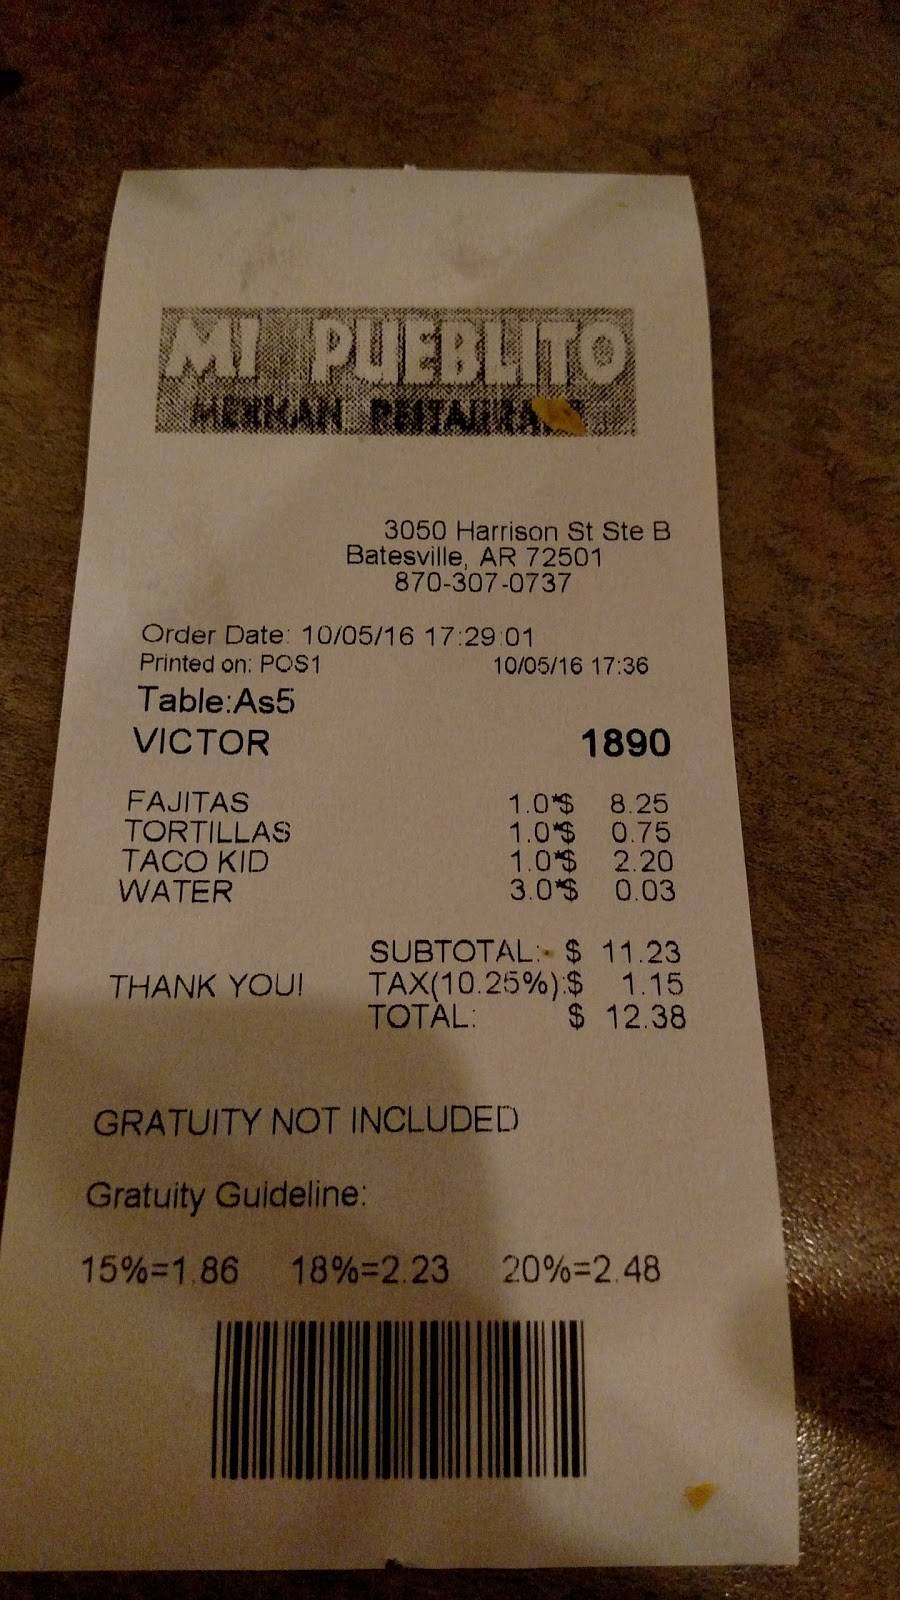 MI PUEBLITO
MEXICAN RESTAURANT
3050 Harrison St Ste B
Batesville, AR 72501
870-307-0737
Order Date: 10/05/16 17:29:01
Printed on: POS1 10/05/16 17:36
Table:As5
VICTOR 1890
FAJITAS 1.0*$ 8.25
TORTILLAS 1.0*$ 0.75
TACO KID 1.0*$ 2.20
WATER 3.0*$ 0.03
SUBTOTAL: $ 11.23
THANK YOU! TAX(10.25%):$ 1.15
TOTAL: $ 12.38
GRATUITY NOT INCLUDED
Gratuity Guideline:
15%=1.86 18%=2.23 20%=2.48